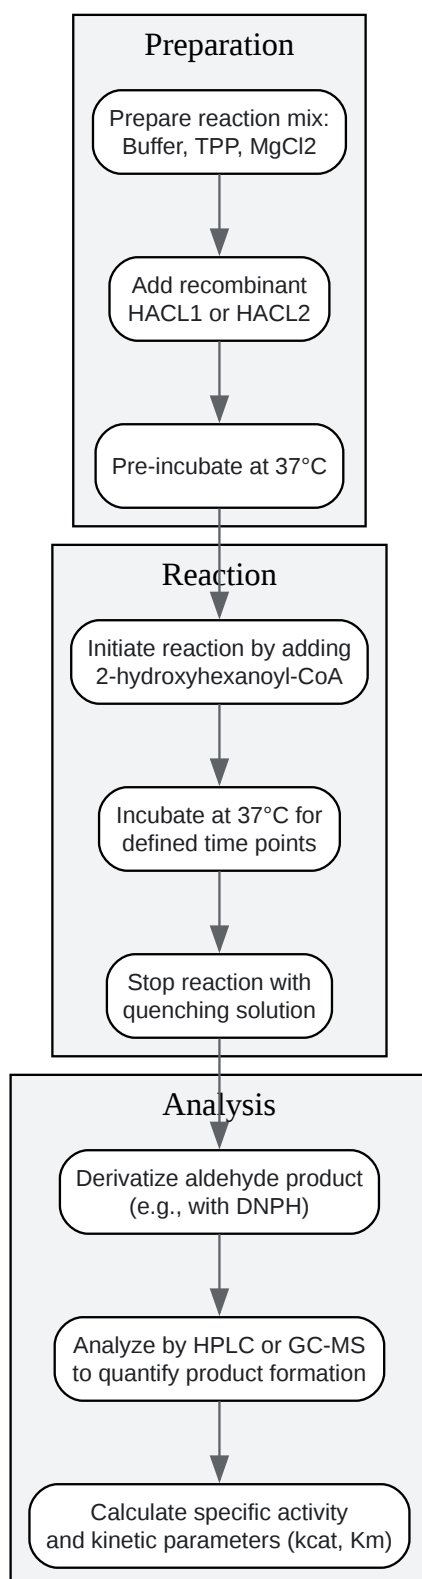 Preparation
Prepare reaction mix:
Buffer, TPP, MgCl2
Add recombinant
HACL1 or HACL2
Pre-incubate at 37°C
Reaction
Initiate reaction by adding
2-hydroxyhexanoyl-CoA
Incubate at 37°C for
defined time points
Stop reaction with
quenching solution
Analysis
Derivatize aldehyde product
(e.g., with DNPH)
Analyze by HPLC or GC-MS
to quantify product formation
Calculate specific activity
and kinetic parameters (kcat, Km)